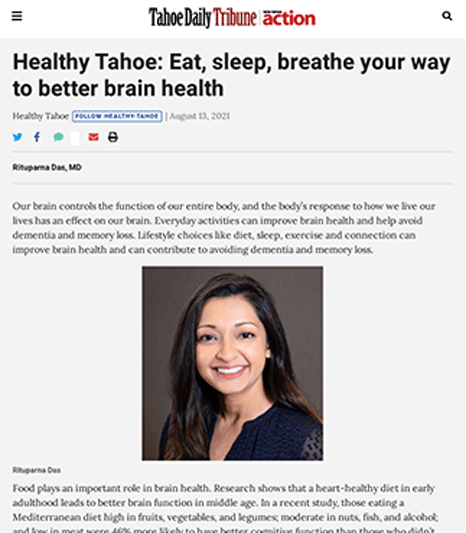 Tahoe Daily Tribune action
Healthy Tahoe: Eat, sleep, breathe your way
to better brain health
Healthy Tahoe FOLLOW HEALTHY-TAHOE | August 13, 2021
Rituparna Das, MD
Our brain controls the function of our entire body, and the body's response to how we live our
lives has an effect on our brain. Everyday activities can improve brain health and help avoid
dementia and memory loss. Lifestyle choices like diet, sleep, exercise and connection can
improve brain health and can contribute to avoiding dementia and memory loss.
Rituparna Das
Food plays an important role in brain health. Research shows that a heart-healthy diet in early
adulthood leads to better brain function in middle age. In a recent study, those eating a
Mediterranean diet high in fruits, vegetables, and legumes; moderate in nuts, fish, and alcohol;
and low in meat were 46% more likely to have better cognitive function than those who didn't